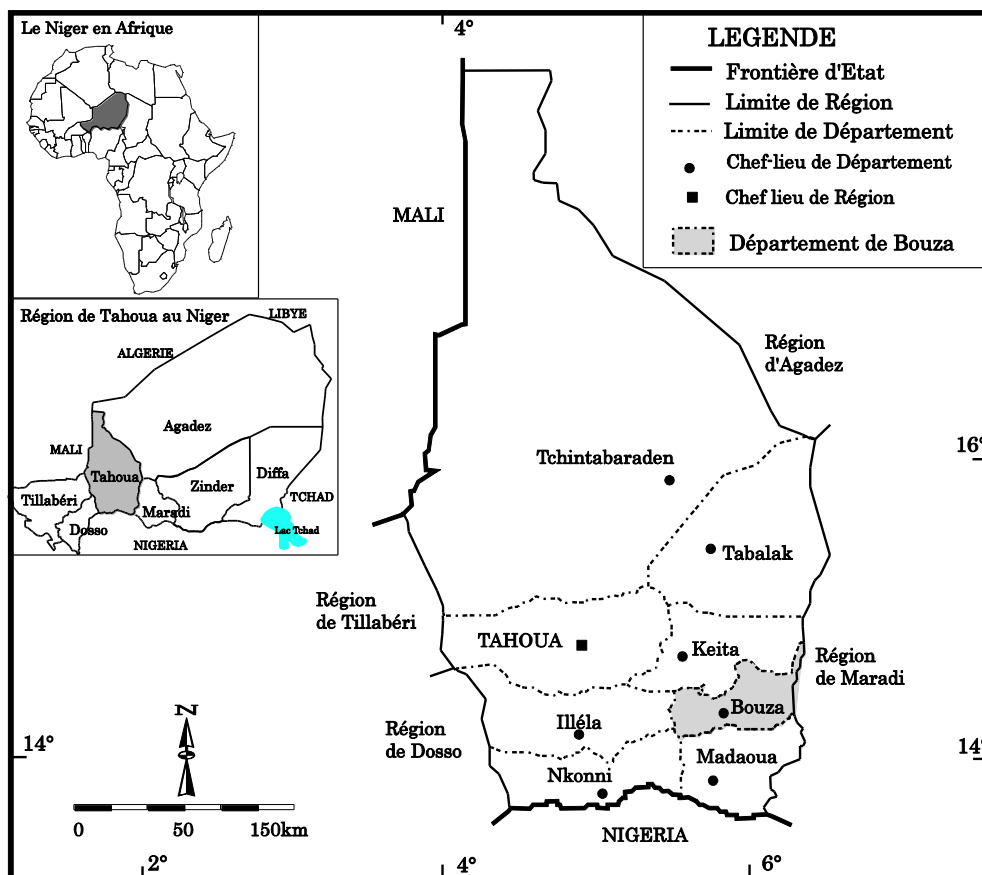 Le Niger en Afrique
4°
LEGENDE
Frontière d'Etat
Limite de Région
Limite de Département
Chef-lieu de Département
Chef lieu de Région
Département de Bouza
MALI
Région de Tahoua au Niger
LIBYE
ALGERIE
Agadez
MALI
Tahoua
Zinder
Diffa
Tillabéri
Maradi
TCHAD
Dosso
Lac Tchad
NIGERIA
Région
d'Agadez
16°
Tchintabaraden
Tabalak
Région
de Tillabéri
TAHOUA
Keita
Région
de Maradi
Bouza
Illéla
Région
de Dosso
14°
14°
Madaoua
Nkonni
N
0 50 150km
NIGERIA
2°
4°
6°